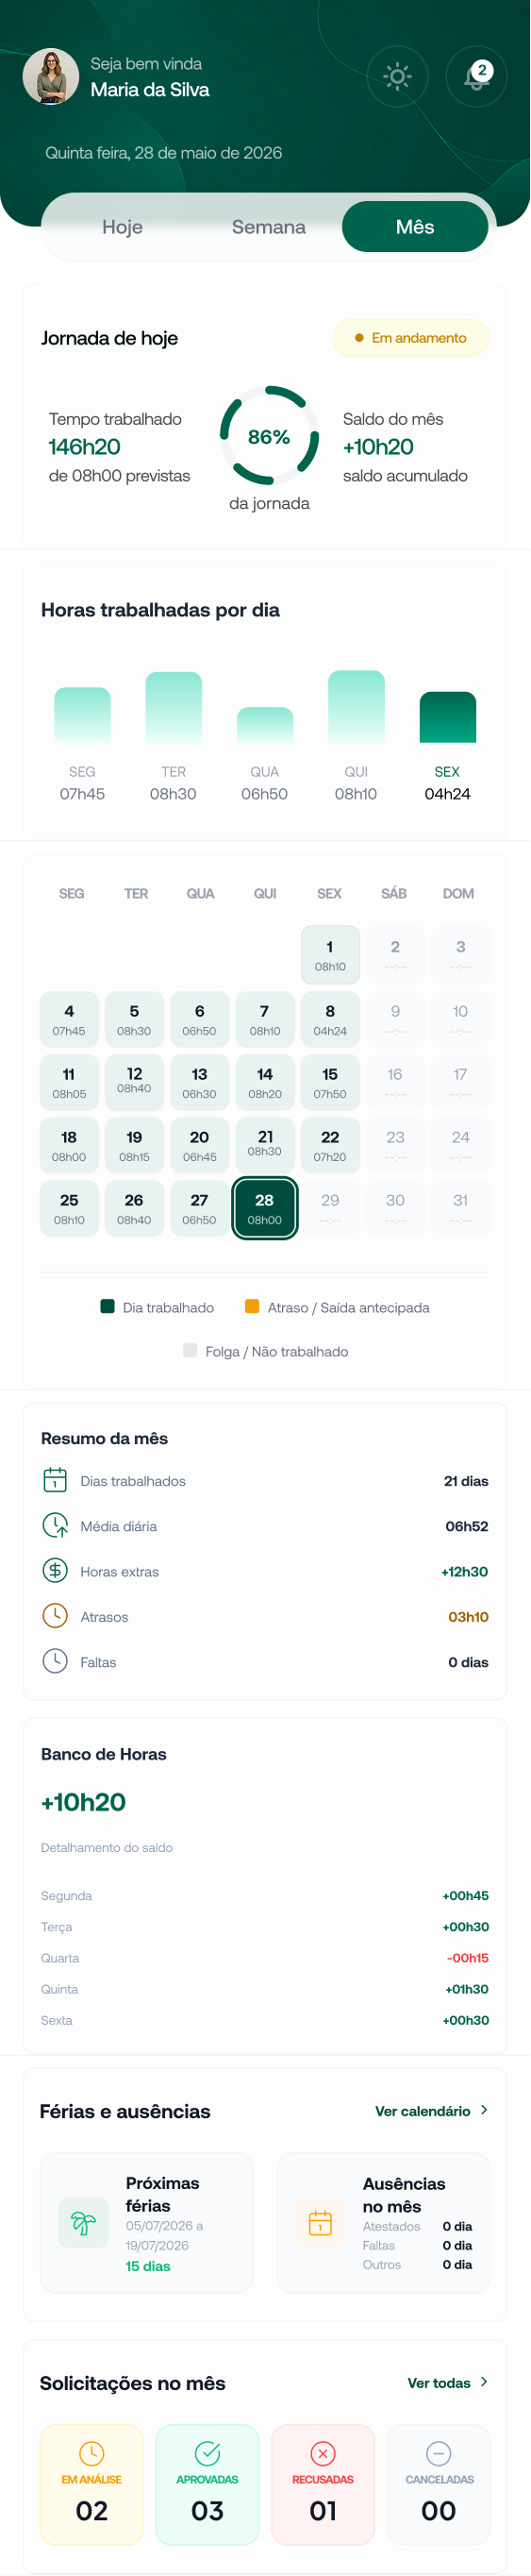 Seja bem vinda
Maria da Silva
2
Quinta feira, 28 de maio de 2026
Hoje Semana Mês
Jornada de hoje
Em andamento
Tempo trabalhado
146h20
de 08h00 previstas
86%
da jornada
Saldo do mês
+10h20
saldo acumulado
Horas trabalhadas por dia
SEG TER QUA QUI SEX
07h45 08h30 06h50 08h10 04h24
SEG TER QUA QUI SEX SÁB DOM
1 2 3
08h10 --:-- --:--
4 5 6 7 8 9 10
07h45 08h30 06h50 08h10 04h24 --:-- --:--
11 12 13 14 15 16 17
08h05 08h40 06h30 08h20 07h50 --:-- --:--
18 19 20 21 22 23 24
08h00 08h15 06h45 08h30 07h20 --:-- --:--
25 26 27 28 29 30 31
08h10 08h40 06h50 08h00 --:-- --:-- --:--
Dia trabalhado Atraso / Saída antecipada
Folga / Não trabalhado
Resumo da mês
1 Dias trabalhados 21 dias
Média diária 06h52
Horas extras +12h30
Atrasos 03h10
Faltas 0 dias
Banco de Horas
+10h20
Detalhamento do saldo
Segunda +00h45
Terça +00h30
Quarta -00h15
Quinta +01h30
Sexta +00h30
Férias e ausências Ver calendário
Próximas
férias
05/07/2026 a
19/07/2026
15 dias
1
Ausências
no mês
Atestados 0 dia
Faltas 0 dia
Outros 0 dia
Solicitações no mês Ver todas
EM ANÁLISE APROVADAS RECUSADAS CANCELADAS
02 03 01 00